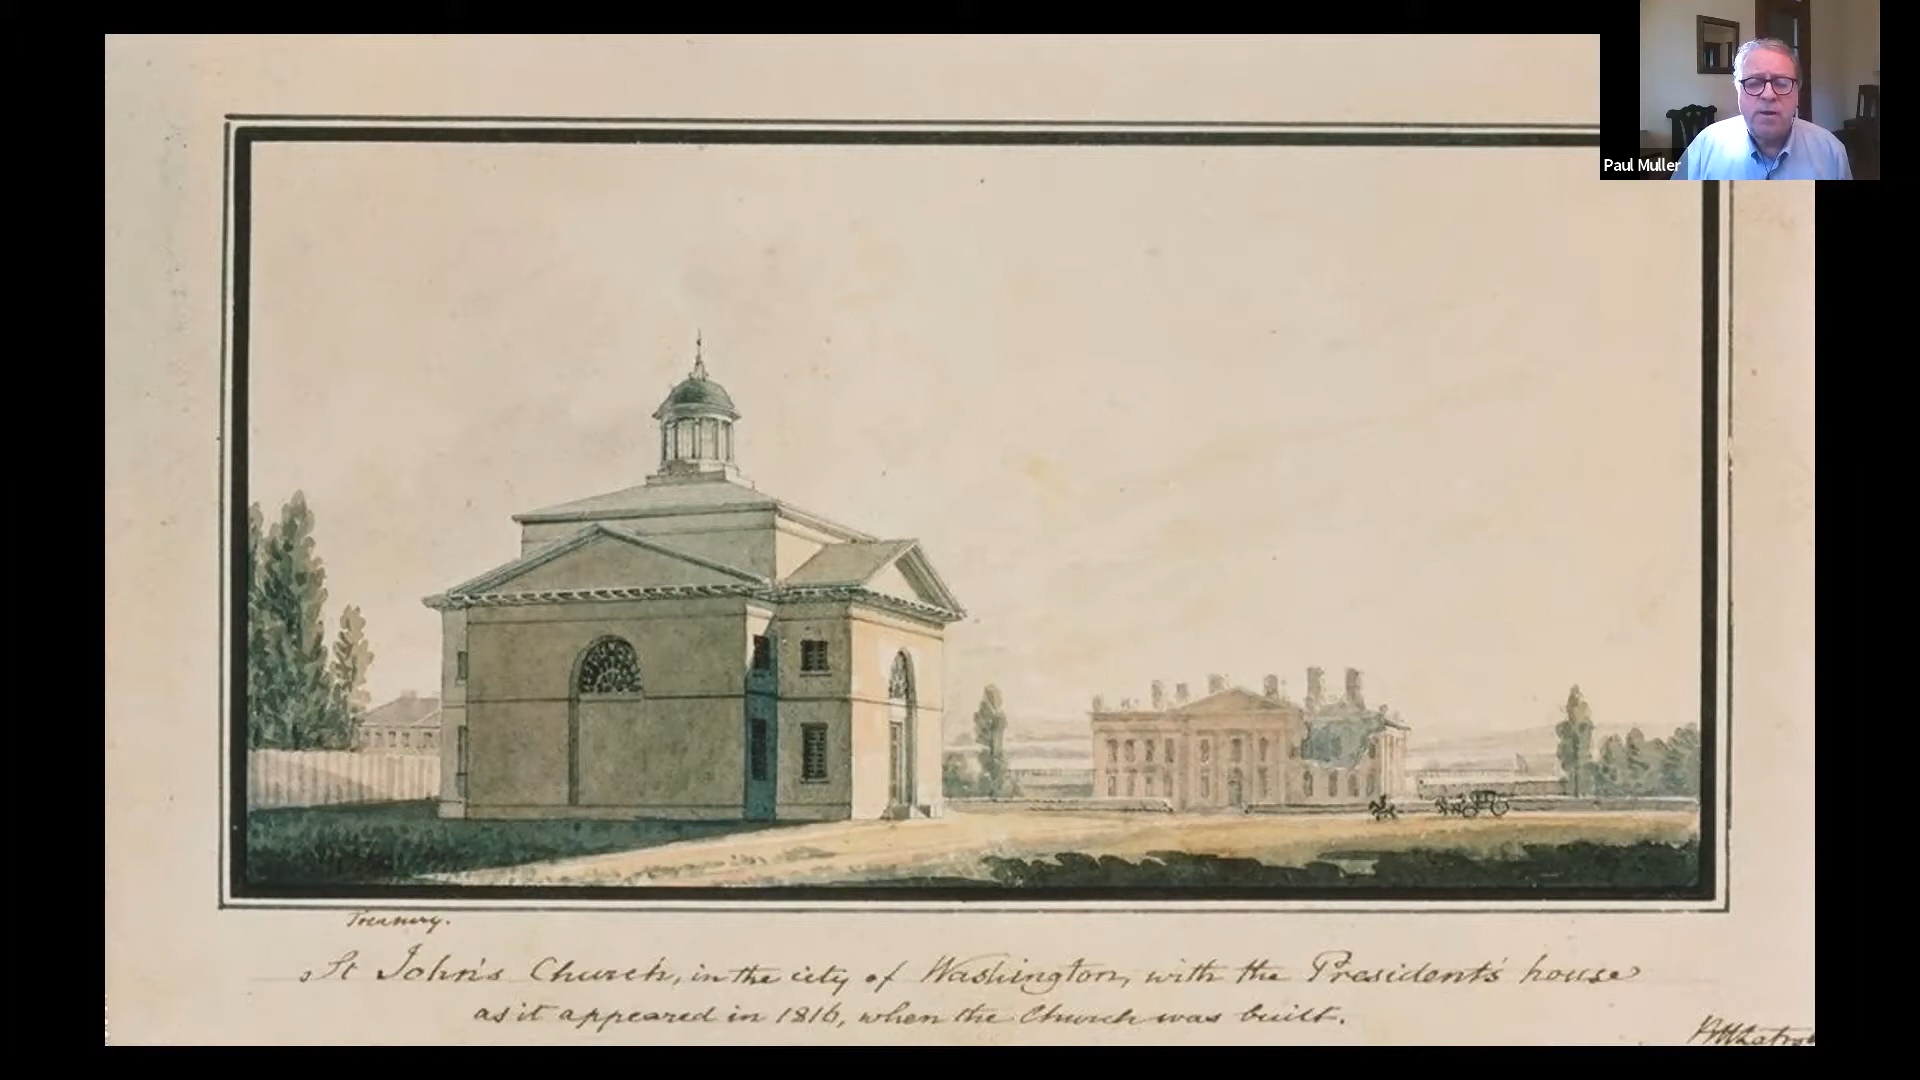 Paul Muller
Treasury.
St John's Church, in the city of Washington, with the President's house
as it appeared in 1816, when the Church was built.